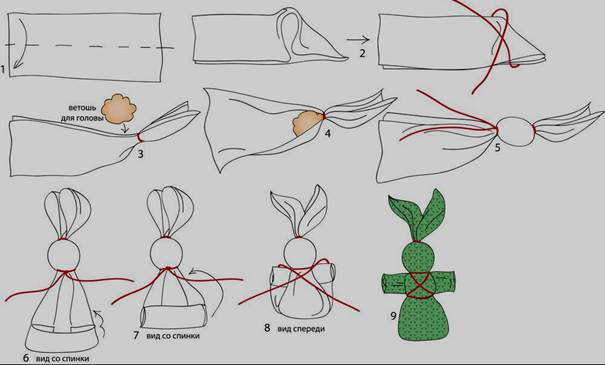 1
2
ветошь
для головы
3
4
5
6 вид со спинки
7 вид со спинки
8 вид спереди
9